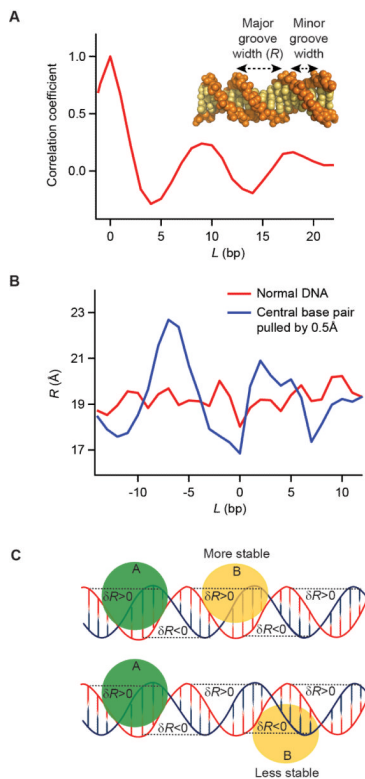 A
Major groove width (R)
Minor groove width
Correlation coefficient
1.0
0.5
0.0
0
5
10
15
20
L (bp)
B
Normal DNA
Central base pair
pulled by 0.5Å
R (Å)
23
21
19
17
-10
-5
0
5
10
L (bp)
C
More stable
A
B
δR>0
δR>0
δR>0
δR<0
δR<0
A
δR>0
δR>0
δR>0
δR<0
δR<0
B
Less stable